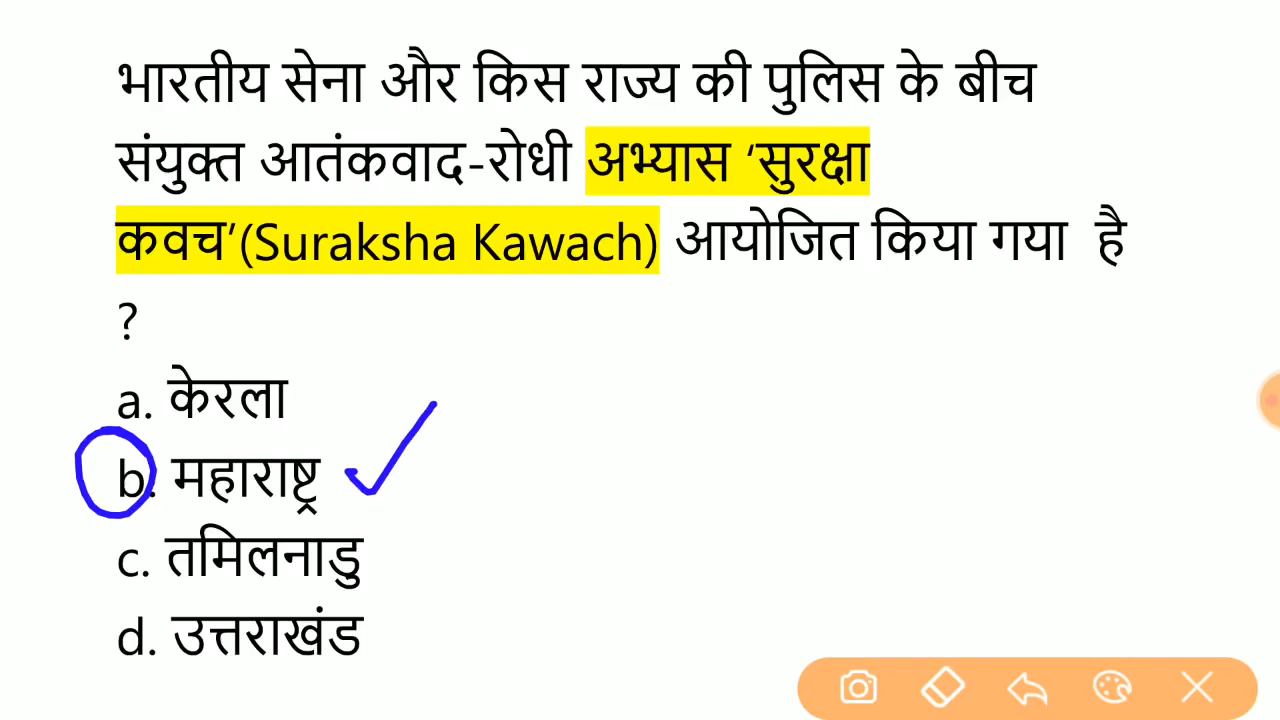 भारतीय सेना और किस राज्य की पुलिस के बीच
संयुक्त आतंकवाद-रोधी अभ्यास ‘सुरक्षा
कवच’(Suraksha Kawach) आयोजित किया गया है
?
a. केरला
b. महाराष्ट्र
c. तमिलनाडु
d. उत्तराखंड